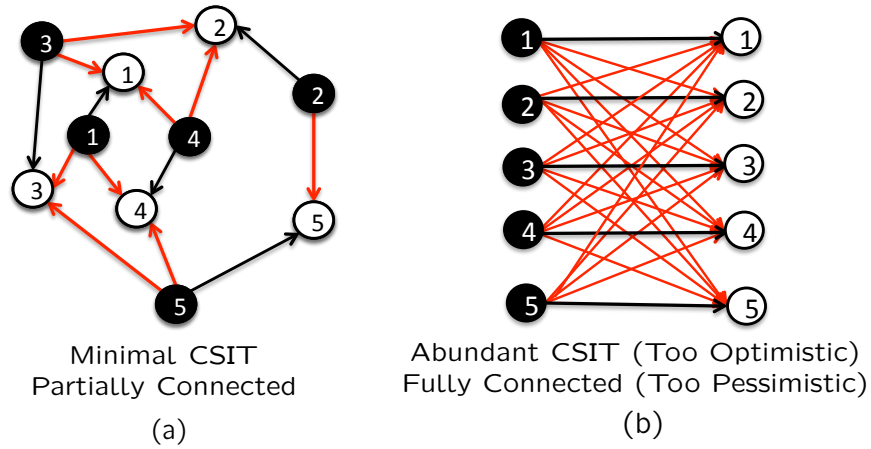 3
2
1
2
1
4
3
4
5
5
Minimal CSIT
Partially Connected
(a)
1 1
2 2
3 3
4 4
5 5
Abundant CSIT (Too Optimistic)
Fully Connected (Too Pessimistic)
(b)